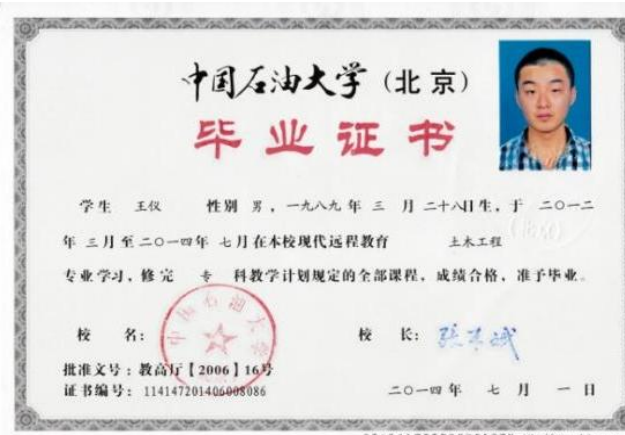 中国石油大学（北京）
毕业证书
学生 王仪 性别 男，一九八九年 三 月 二十八日生，于 二〇一二
年 三月至二〇一四年 七月在本校现代远程教育 土木工程
专业学习，修完 专 科教学计划规定的全部课程，成绩合格，准予毕业。
校 名： 中国石油大学
校 长：
批准文号：教高厅【2006】16号
证书编号：114147201406008086
二〇一四年 七 月 一 日